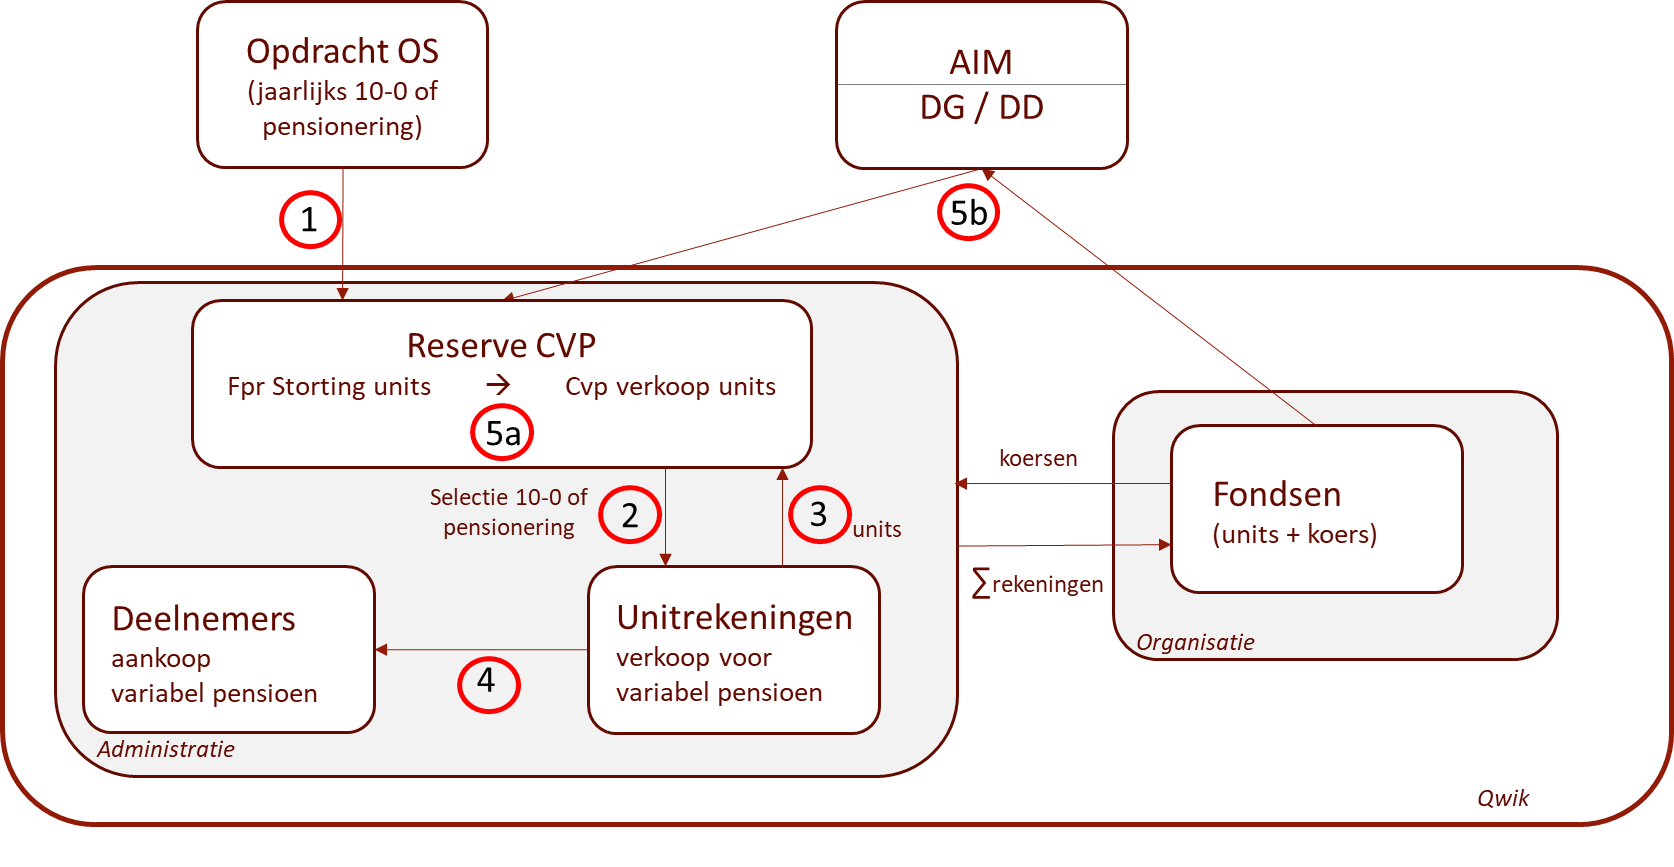 Opdracht OS
(jaarlijks 10-0 of
pensionering)
AIM
DG / DD
1
5b
Reserve CVP
Fpr Storting units → Cvp verkoop units
5a
Selectie 10-0 of
pensionering
2
3
units
koersen
Fondsen
(units + koers)
∑rekeningen
Organisatie
Deelnemers
aankoop
variabel pensioen
4
Unitrekeningen
verkoop voor
variabel pensioen
Administratie
Qwik